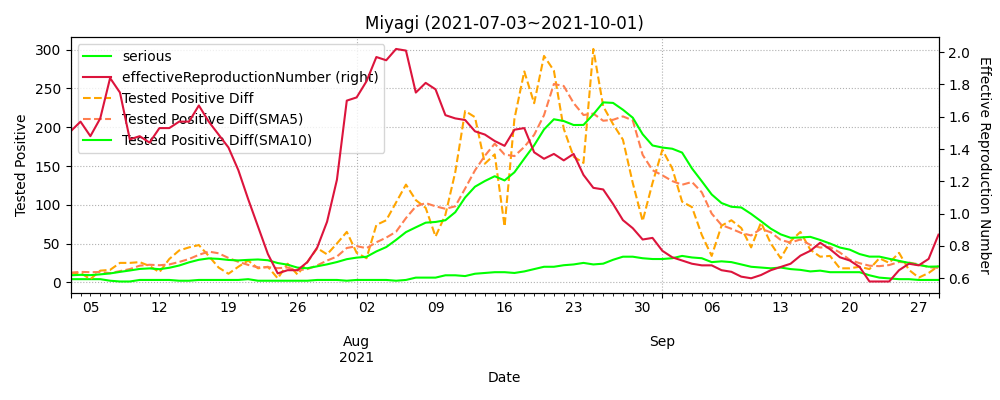 Miyagi (2021-07-03~2021-10-01)
serious
effectiveReproductionNumber (right)
Tested Positive Diff
Tested Positive Diff(SMA5)
Tested Positive Diff(SMA10)
Tested Positive
300
250
200
150
100
50
0
2.0
1.8
1.6
1.4
1.2
1.0
0.8
0.6
Effective Reproduction Number
05 12 19 26 02 09 16 23 30 06 13 20 27
Aug Sep
2021
Date